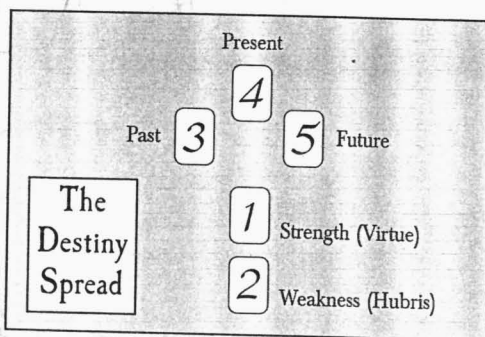 Present
4
Past 3 5 Future
1 Strength (Virtue)
2 Weakness (Hubris)
The
Destiny
Spread